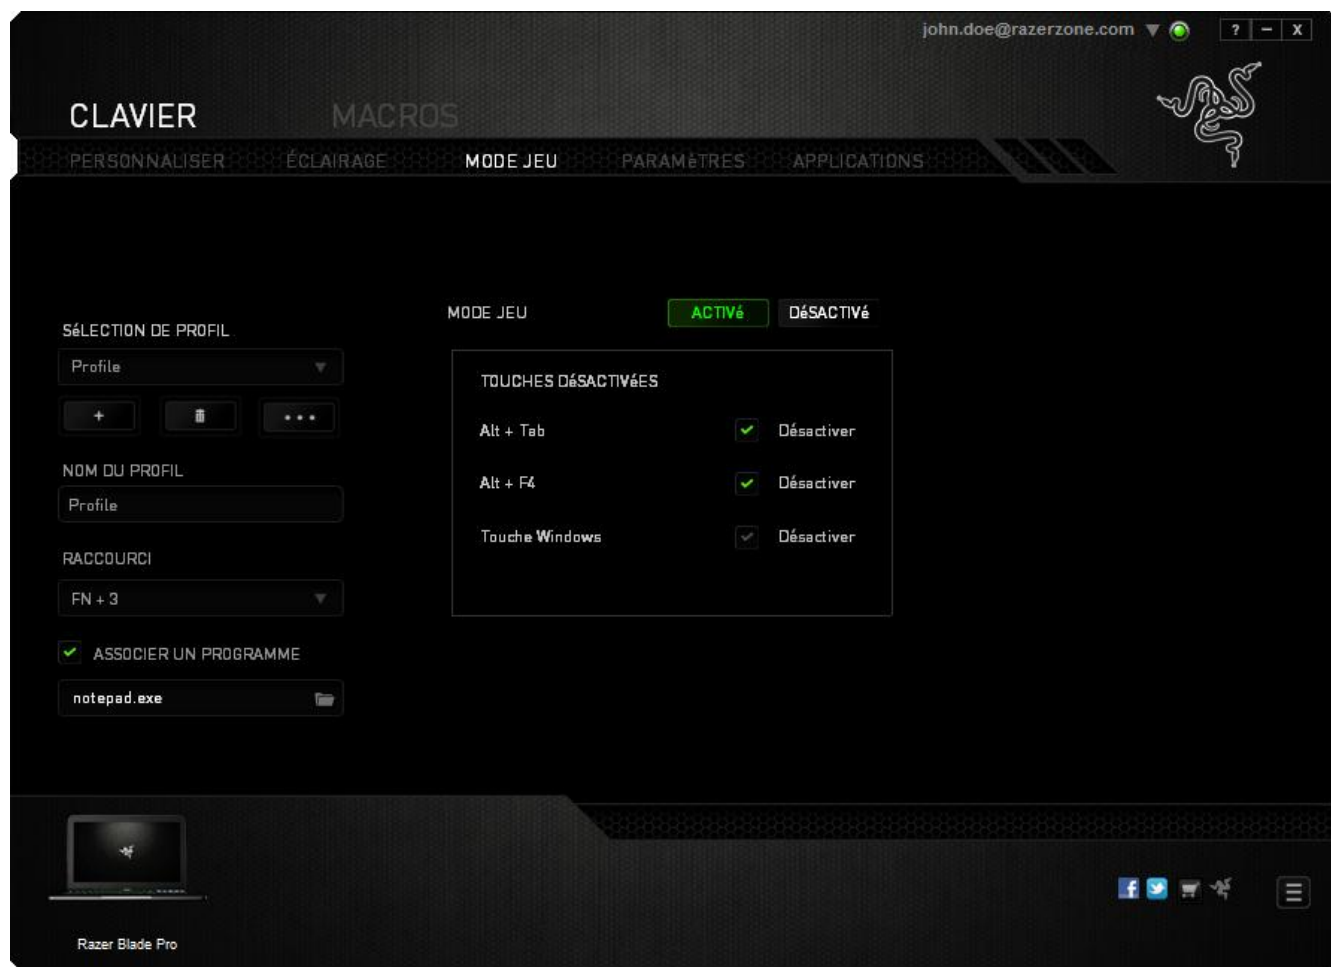 john.doe@razerzone.com
? – X
CLAVIER MACROS
PERSONNALISER ÉCLAIRAGE MODE JEU PARAMèTRES APPLICATIONS
MODE JEU ACTIVé DéSACTIVé
SéLECTION DE PROFIL
Profile
+ •••
NOM DU PROFIL
Profile
RACCOURCI
FN + 3
ASSOCIER UN PROGRAMME
notepad.exe
TOUCHES DéSACTIVéES
Alt + Tab Désactiver
Alt + F4 Désactiver
Touche Windows Désactiver
Razer Blade Pro